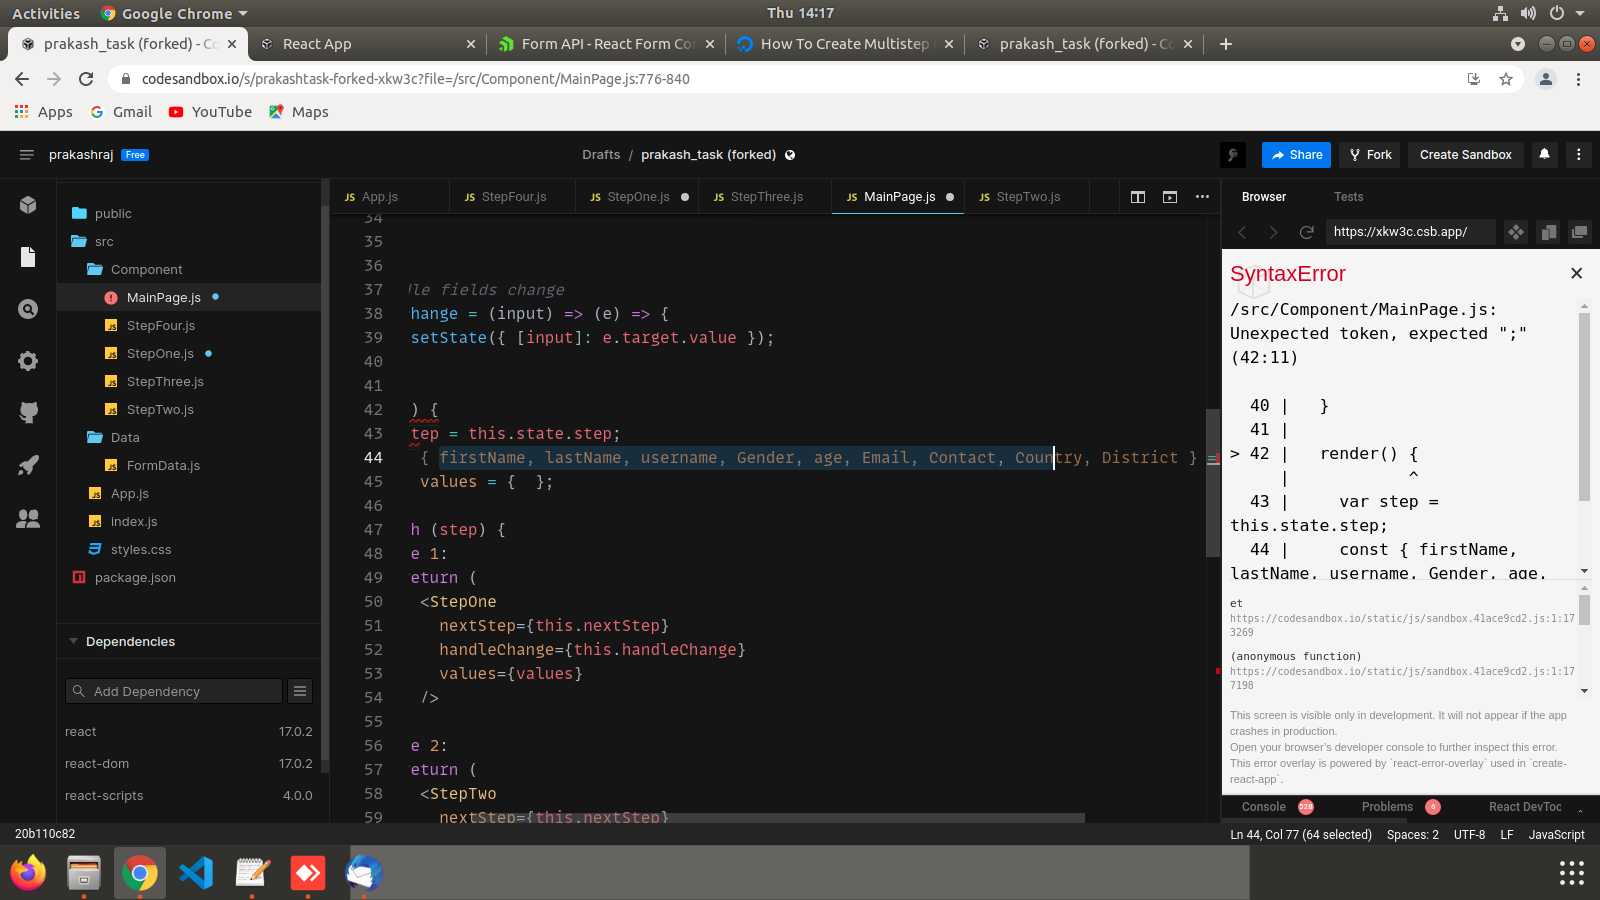 Activities
Google Chrome
Thu 14:17
prakash_task (forked) - Co
React App
Form API - React Form Con
How To Create Multistep
prakash_task (forked) - Co
codesandbox.io/s/prakashtask-forked-xkw3c?file=/src/Component/MainPage.js:776-840
Apps
Gmail
YouTube
Maps
prakashraj
Free
Drafts / prakash_task (forked)
Share
Fork
Create Sandbox
public
src
Component
MainPage.js
StepFour.js
StepOne.js
StepThree.js
StepTwo.js
Data
FormData.js
App.js
index.js
styles.css
package.json
Dependencies
Add Dependency
react 17.0.2
react-dom 17.0.2
react-scripts 4.0.0
JS App.js
JS StepFour.js
JS StepOne.js
JS StepThree.js
JS MainPage.js
JS StepTwo.js
34
35
36
37 lle fields change
38 hange = (input) => (e) => {
39 setState({ [input]: e.target.value });
40
41
42 ) {
43 tep = this.state.step;
44 { firstName, lastName, username, Gender, age, Email, Contact, Country, District } =
45 values = {  };
46
47 h (step) {
48 e 1:
49 eturn (
50 <StepOne
51 nextStep={this.nextStep}
52 handleChange={this.handleChange}
53 values={values}
54 />
55
56 e 2:
57 eturn (
58 <StepTwo
59 nextStep={this.nextStep}
Browser
Tests
https://xkw3c.csb.app/
SyntaxError
/src/Component/MainPage.js:
Unexpected token, expected ";"
(42:11)
40 | }
41 |
> 42 | render() {
| ^
43 | var step =
this.state.step;
44 | const { firstName,
lastName, username, Gender, age,
et
https://codesandbox.io/static/js/sandbox.41ace9cd2.js:1:17
3269
(anonymous function)
https://codesandbox.io/static/js/sandbox.41ace9cd2.js:1:17
7198
This screen is visible only in development. It will not appear if the app
crashes in production.
Open your browser's developer console to further inspect this error.
This error overlay is powered by `react-error-overlay` used in `create-
react-app`.
Console 528
Problems 6
React DevToo
20b110c82
Ln 44, Col 77 (64 selected)
Spaces: 2
UTF-8
LF
JavaScript